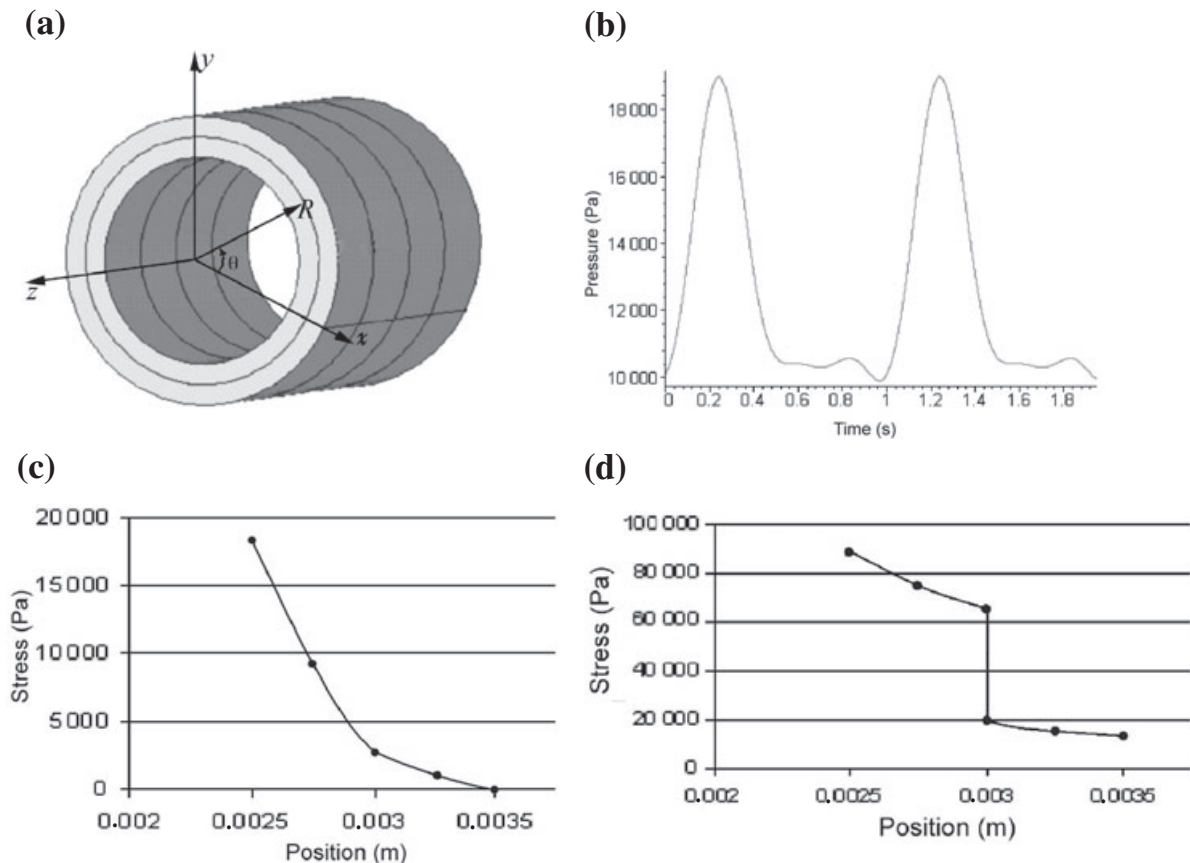 (a)
y
R
θ
z
x
(b)
Pressure (Pa)
18 000
16 000
14 000
12 000
10 000
0 0.2 0.4 0.6 0.8 1 1.2 1.4 1.6 1.8
Time (s)
(c)
Stress (Pa)
20 000
15 000
10 000
5 000
0
0.002 0.0025 0.003 0.0035
Position (m)
(d)
Stress (Pa)
100 000
80 000
60 000
40 000
20 000
0
0.002 0.0025 0.003 0.0035
Position (m)